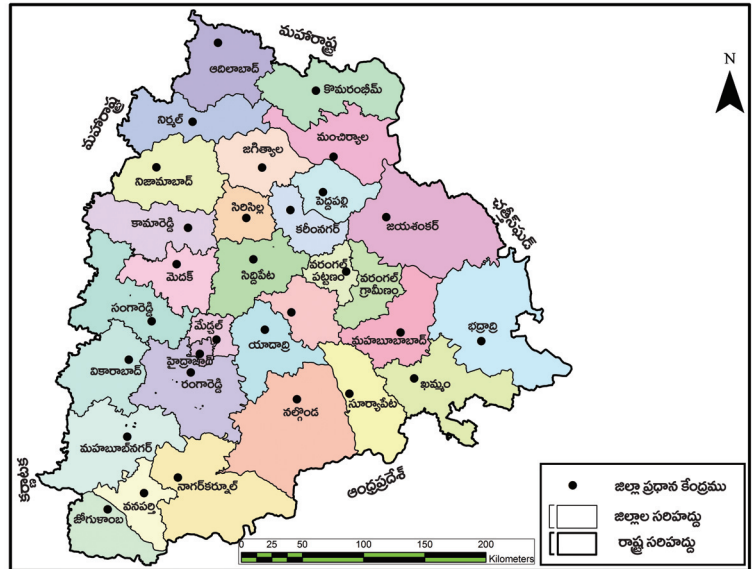 మహారాష్ట్ర
N
ఆదిలాబాద్
కొమరంభీమ్
మహారాష్ట్ర
నిర్మల్
మంచిర్యాల
జగిత్యాల
నిజామాబాద్
పెద్దపల్లి
సిరిసిల్ల
కామారెడ్డి
కరీంనగర్
జయశంకర్
ఛత్తీస్‌ఘడ్
మెదక్
సిద్దిపేట
వరంగల్
పట్టణం
వరంగల్
గ్రామీణం
సంగారెడ్డి
మేడ్చల్
యాదాద్రి
మహబూబాబాద్
భద్రాద్రి
హైద్రాబాద్
వికారాబాద్
రంగారెడ్డి
ఖమ్మం
నల్గొండ
సూర్యాపేట
మహబూబ్‌నగర్
కర్ణాటక
నాగర్‌కర్నూల్
ఆంధ్రప్రదేశ్
వనపర్తి
జోగుళాంబ
జిల్లా ప్రధాన కేంద్రము
జిల్లాల సరిహద్దు
రాష్ట్ర సరిహద్దు
0 25 50 100 150 200
Kilometers